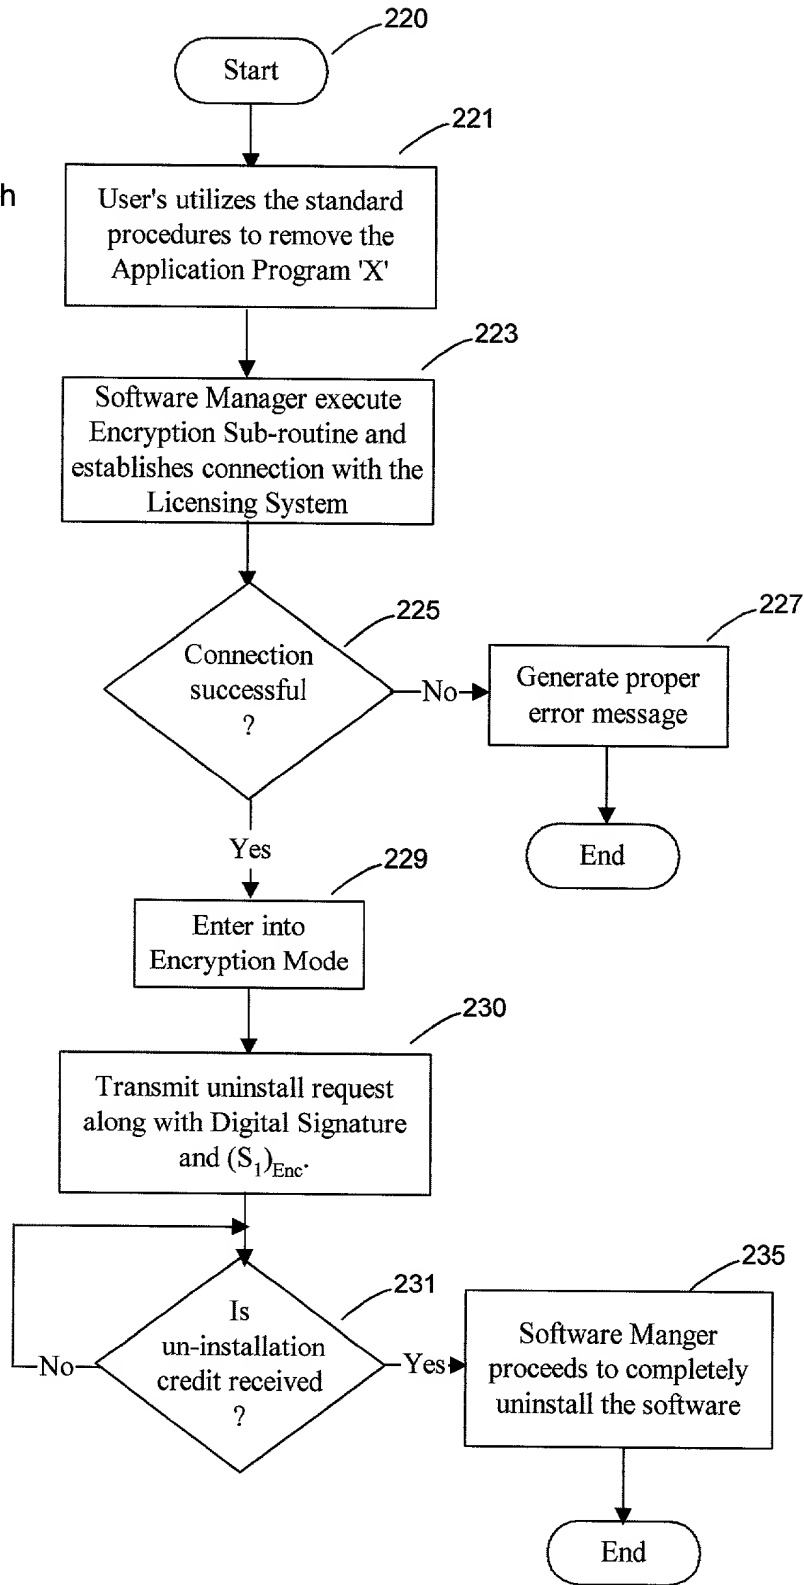 220
Start
221
h
User's utilizes the standard
procedures to remove the
Application Program 'X'
223
Software Manager execute
Encryption Sub-routine and
establishes connection with the
Licensing System
225
227
Connection
successful
?
No
Generate proper
error message
Yes
End
229
Enter into
Encryption Mode
230
Transmit uninstall request
along with Digital Signature
and (S1)Enc.
231
235
Is
un-installation
credit received
?
No
Yes
Software Manger
proceeds to completely
uninstall the software
End